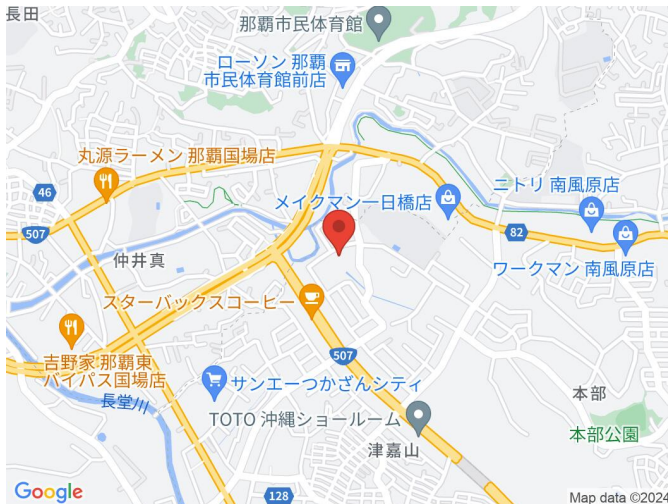 長田
那覇市民体育館
ローソン 那覇
市民体育館前店
丸源ラーメン 那覇国場店
46
507
メイクマン一日橋店
ニトリ 南風原店
82
仲井真
ワークマン 南風原店
スターバックスコーヒー
507
吉野家 那覇東
バイパス国場店
サンエーつかざんシティ
長堂川
本部
TOTO 沖縄ショールーム
本部公園
津嘉山
128
Google
Map data ©2024